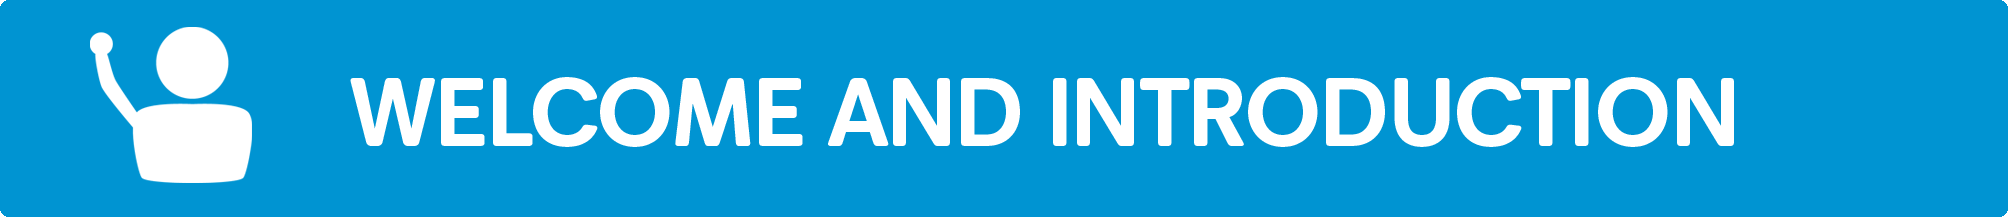 WELCOME AND INTRODUCTION